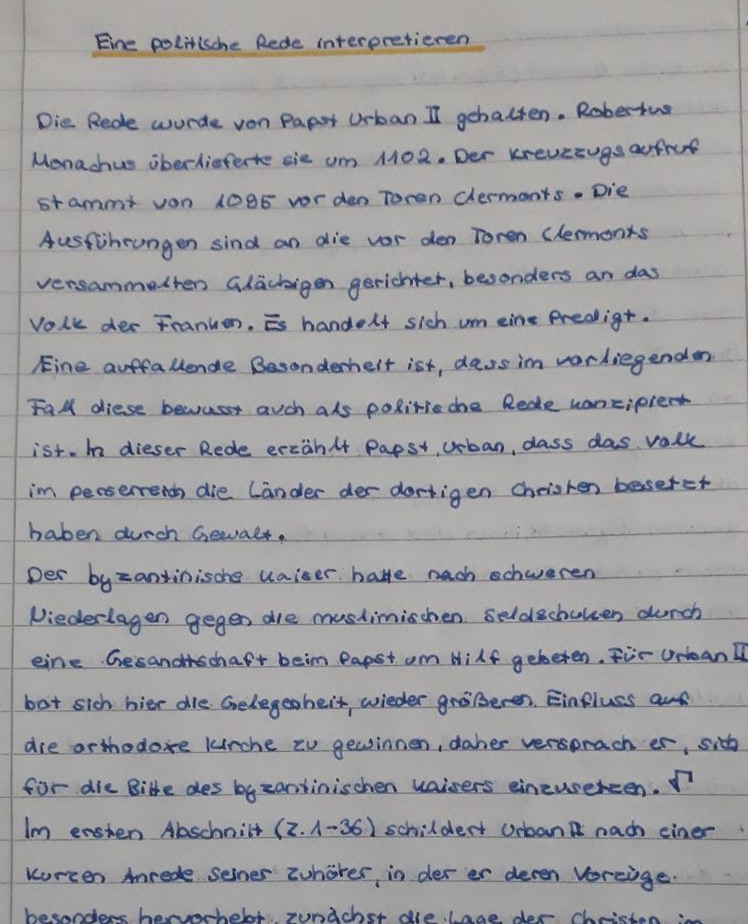 Eine politische Rede interpretieren
Die Rede wurde von Papst Urban II gehalten. Robertus
Monachus überlieferte sie um 1102. Der Kreuzzugsaufruf
stammt von 1095 vor den Toren Clermonts. Die
Ausführungen sind an die vor den Toren Clermonts
versammelten Gläubigen gerichtet, besonders an das
Volk der Franken. Es handelt sich um eine Predigt.
Eine auffallende Besonderheit ist, dass im vorliegenden
Fall diese bewusst auch als politische Rede konzipiert
ist. In dieser Rede erzählt Papst Urban, dass das Volk
im Perserreich die Länder der dortigen Christen besetzt
haben durch Gewalt.
Der byzantinische Kaiser hatte nach schweren
Niederlagen gegen die muslimischen Seldschuken durch
eine Gesandtschaft beim Papst um Hilf gebeten. Für Urban II
bot sich hier die Gelegenheit, wieder größeren Einfluss auf
die orthodoxe Kirche zu gewinnen, daher versprach er, sich
für die Bitte des byzantinischen Kaisers einzusetzen. √
Im ersten Abschnitt (Z. 1-36) schildert Urban II nach einer
kurzen Anrede seiner Zuhörer, in der er deren Vorzüge
besonders hervorhebt, zunächst die Lage der Christen im